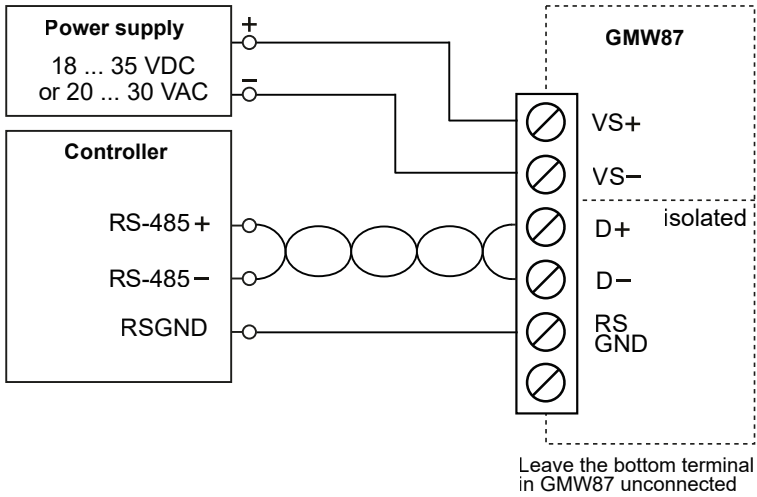 Power supply
18 ... 35 VDC
or 20 ... 30 VAC
+
−
Controller
RS-485+
RS-485−
RSGND
GMW87
VS+
VS−
isolated
D+
D−
RS
GND
Leave the bottom terminal
in GMW87 unconnected